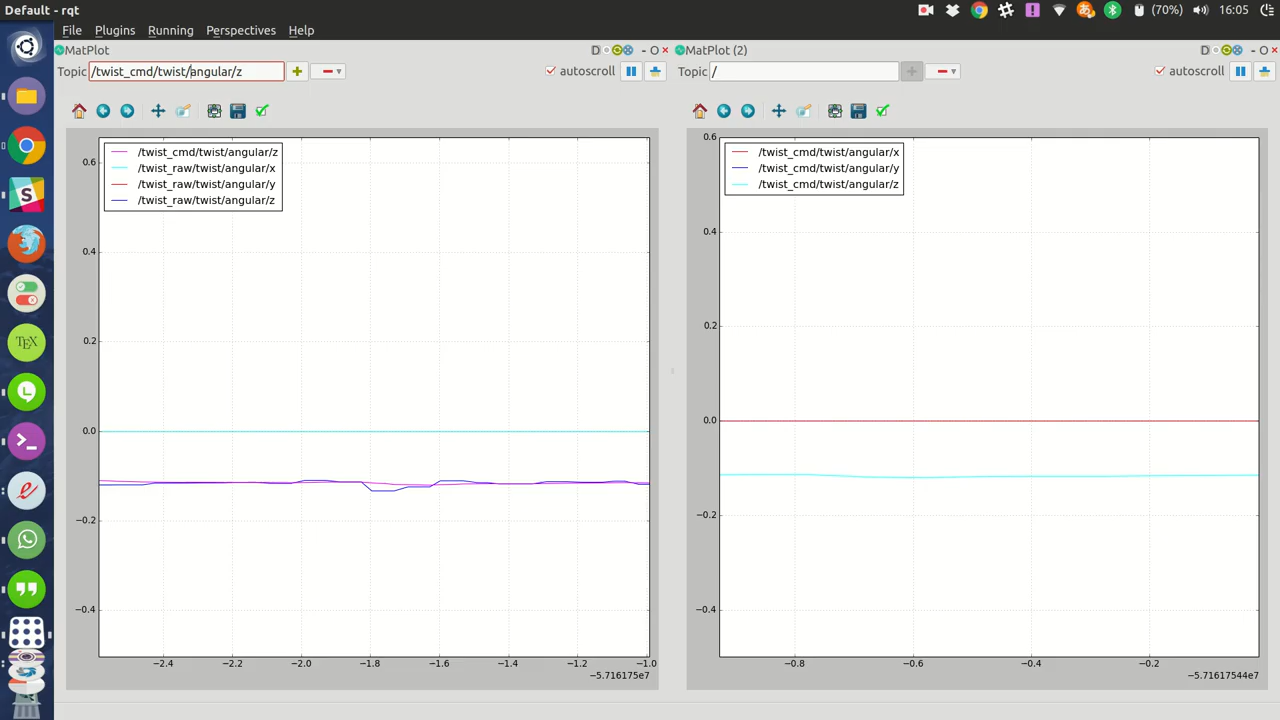 Default - rqt
(70%) 16:05
File Plugins Running Perspectives Help
MatPlot
D - O ×
MatPlot (2)
D - O ×
Topic /twist_cmd/twist/angular/z
autoscroll
Topic /
autoscroll
/twist_cmd/twist/angular/z
/twist_raw/twist/angular/x
/twist_raw/twist/angular/y
/twist_raw/twist/angular/z
0.6
0.4
0.2
0.0
−0.2
−0.4
−2.4 −2.2 −2.0 −1.8 −1.6 −1.4 −1.2 −1.0
−5.716175e7
/twist_cmd/twist/angular/x
/twist_cmd/twist/angular/y
/twist_cmd/twist/angular/z
0.6
0.4
0.2
0.0
−0.2
−0.4
−0.8 −0.6 −0.4 −0.2
−5.71617544e7
S
TEX
あ